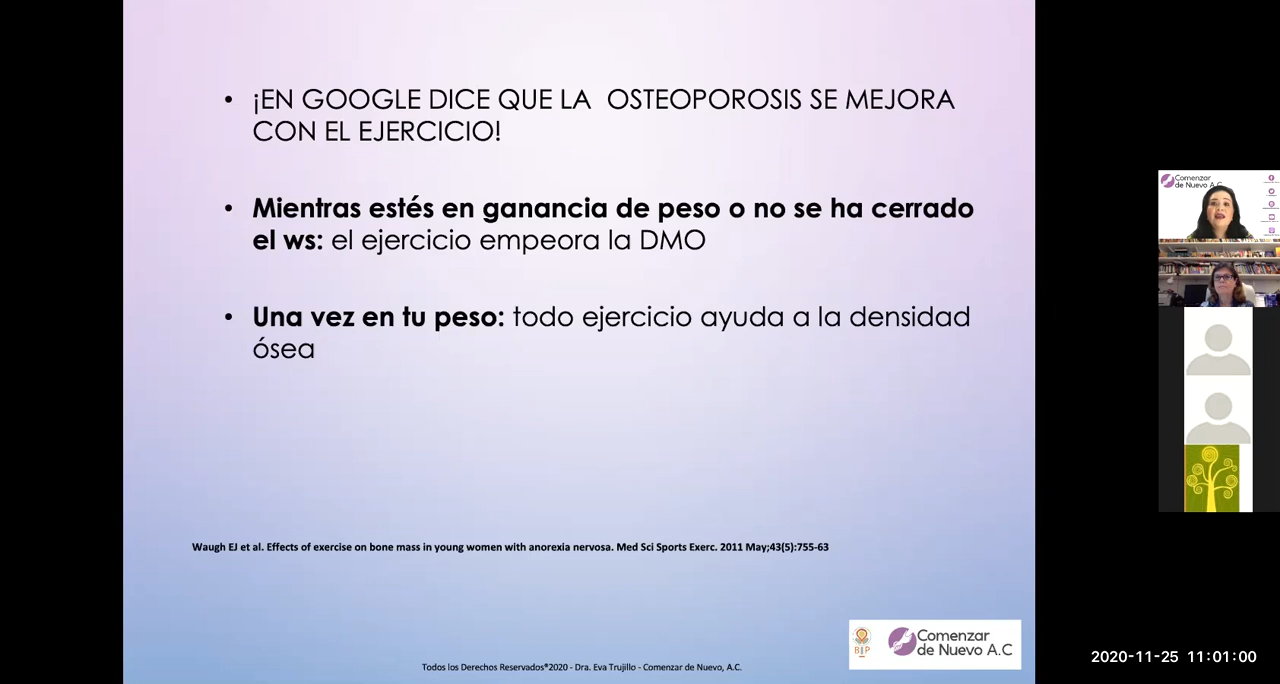 • ¡EN GOOGLE DICE QUE LA OSTEOPOROSIS SE MEJORA
CON EL EJERCICIO!
• Mientras estés en ganancia de peso o no se ha cerrado
el ws: el ejercicio empeora la DMO
• Una vez en tu peso: todo ejercicio ayuda a la densidad
ósea
Waugh EJ et al. Effects of exercise on bone mass in young women with anorexia nervosa. Med Sci Sports Exerc. 2011 May;43(5):755-63
BIP
Comenzar
de Nuevo A.C
Todos los Derechos Reservados®2020 - Dra. Eva Trujillo - Comenzar de Nuevo, A.C.
Comenzar
de Nuevo A.C
2020-11-25 11:01:00